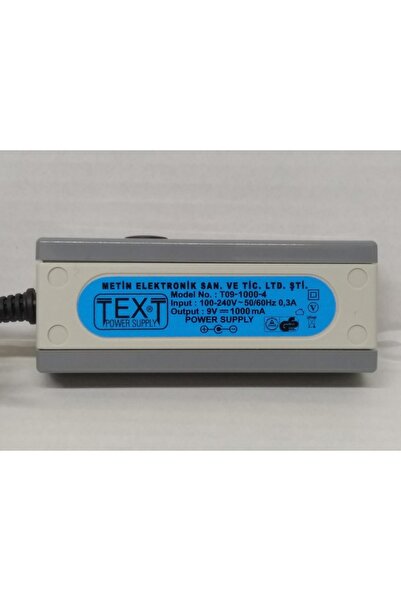 METİN ELEKTRONİK SAN. VE TİC. LTD. ŞTİ.
TEXT®
POWER SUPPLY
Model No. : T09-1000-4
Input : 100-240V~50/60Hz 0,3A
Output : 9V⎓1000mA
POWER SUPPLY